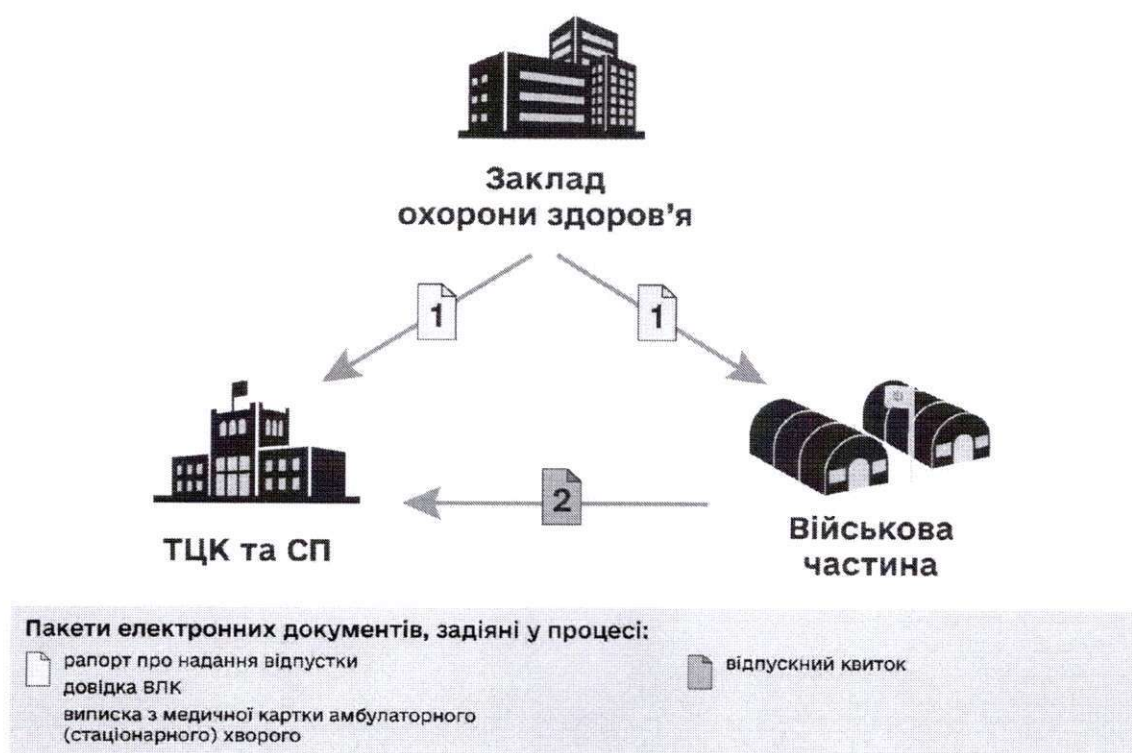 Заклад
охорони здоров'я
1
1
2
ТЦК та СП
Військова
частина
Пакети електронних документів, задіяні у процесі:
рапорт про надання відпустки
довідка ВЛК
виписка з медичної картки амбулаторного
(стаціонарного) хворого
відпускний квиток